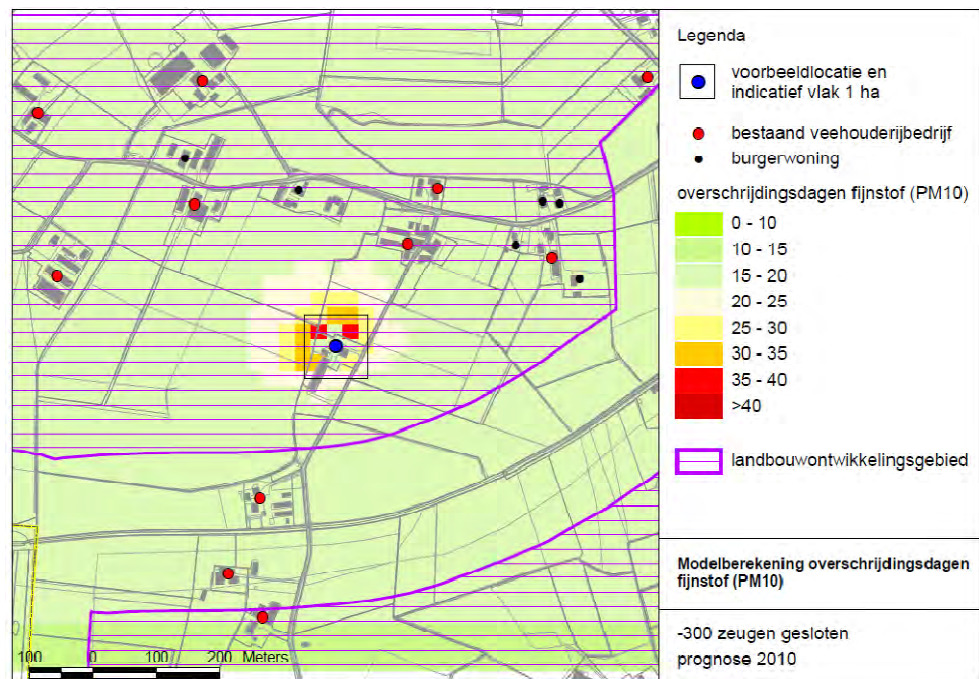 Legenda
voorbeeldlocatie en
indicatief vlak 1 ha
bestaand veehouderijbedrijf
burgerwoning
overschrijdingsdagen fijnstof (PM10)
0 - 10
10 - 15
15 - 20
20 - 25
25 - 30
30 - 35
35 - 40
>40
landbouwontwikkelingsgebied
Modelberekening overschrijdingsdagen
fijnstof (PM10)
-300 zeugen gesloten
prognose 2010
100 0 100 200 Meters